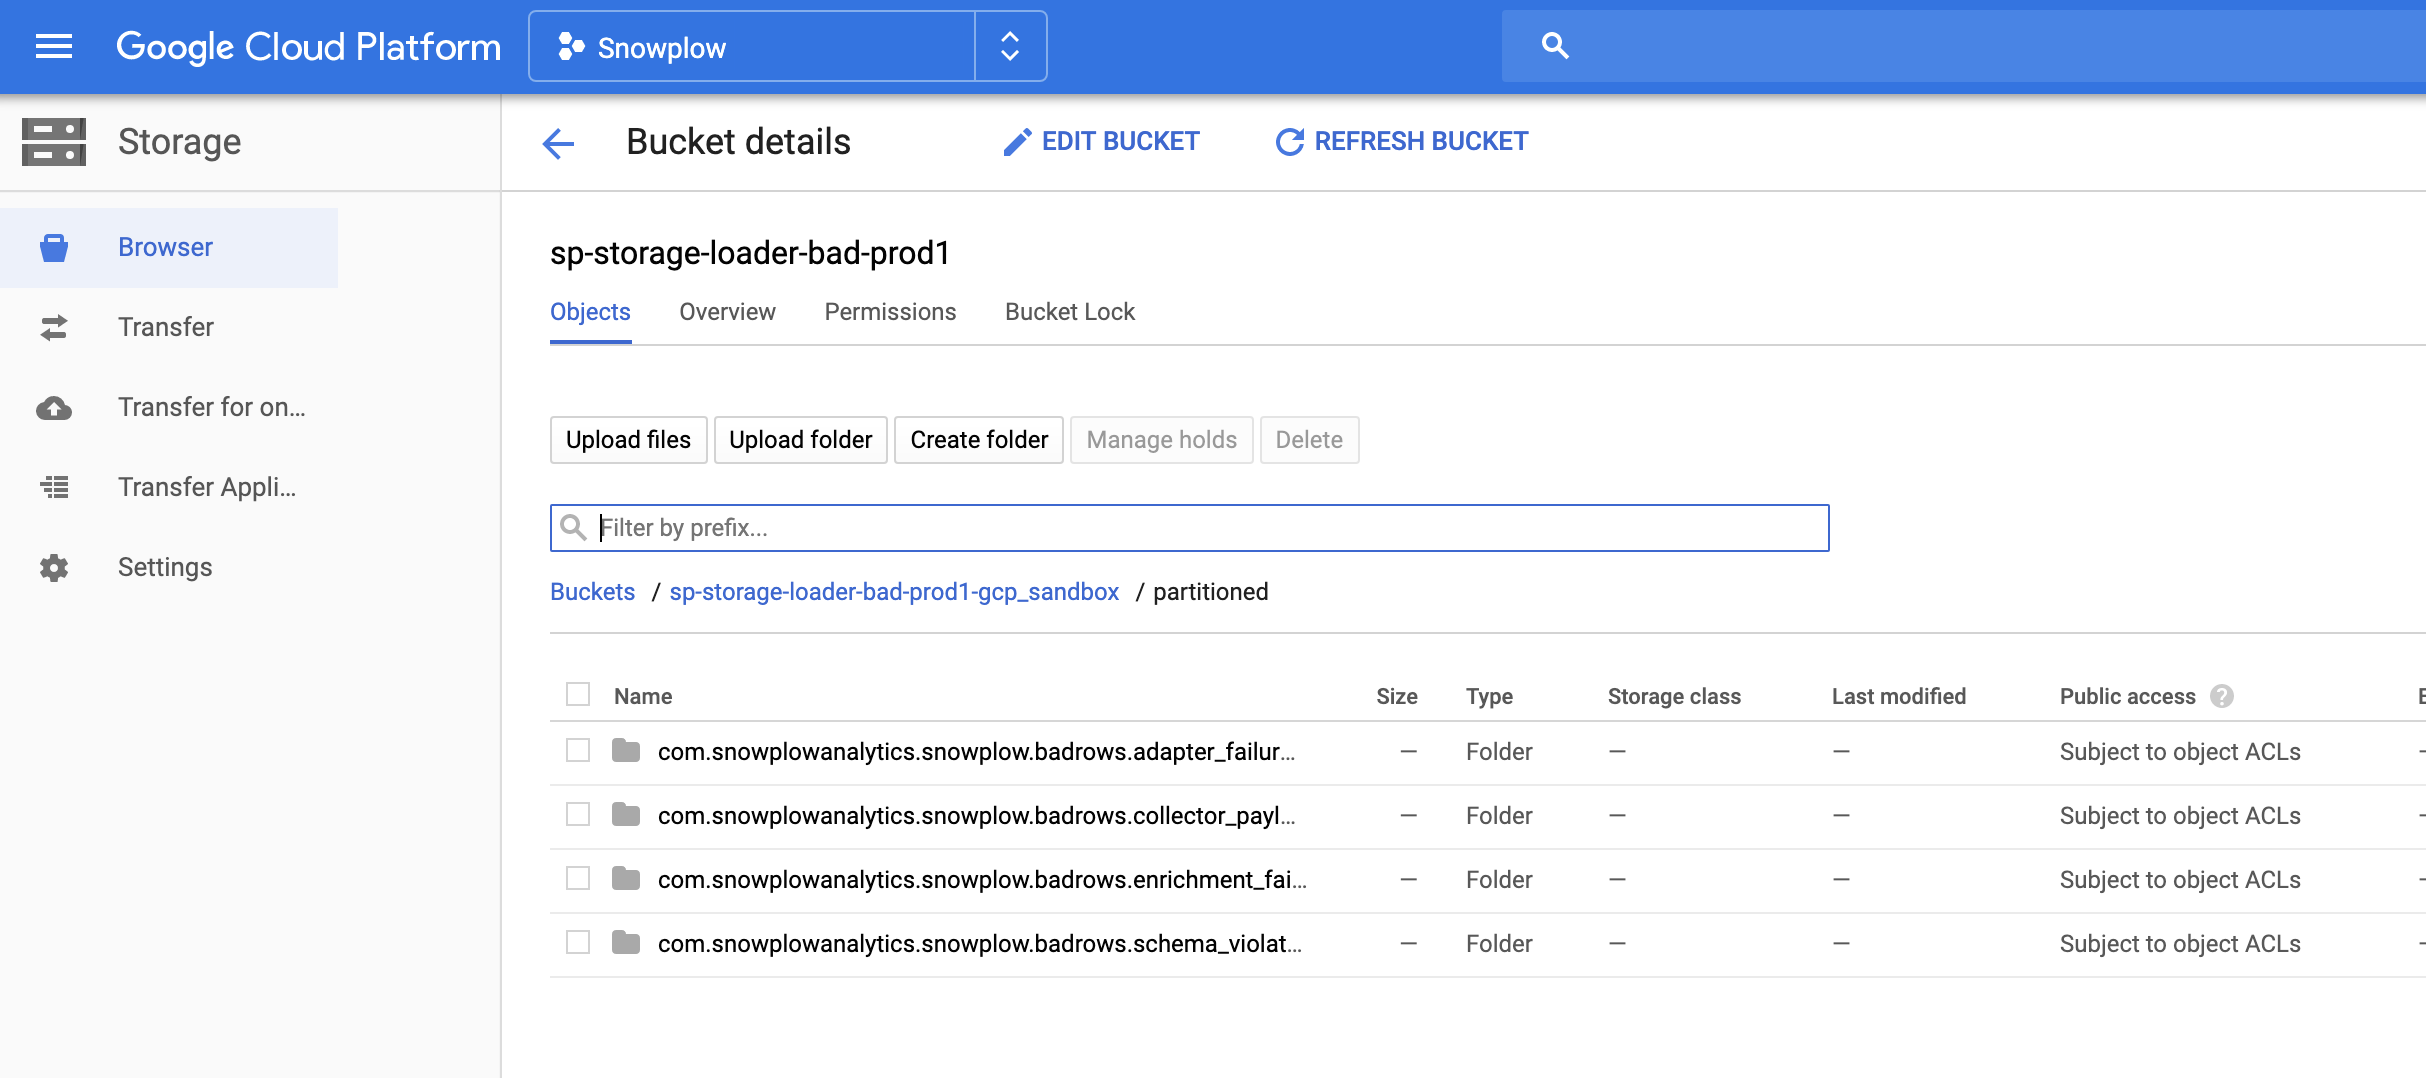 Google Cloud Platform Snowplow
Storage
Bucket details EDIT BUCKET REFRESH BUCKET
Browser
Transfer
Transfer for on...
Transfer Appli...
Settings
sp-storage-loader-bad-prod1
Objects Overview Permissions Bucket Lock
Upload files Upload folder Create folder Manage holds Delete
Filter by prefix...
Buckets / sp-storage-loader-bad-prod1-gcp_sandbox / partitioned
Name Size Type Storage class Last modified Public access ?
com.snowplowanalytics.snowplow.badrows.adapter_failur... — Folder — — Subject to object ACLs
com.snowplowanalytics.snowplow.badrows.collector_payl... — Folder — — Subject to object ACLs
com.snowplowanalytics.snowplow.badrows.enrichment_fai... — Folder — — Subject to object ACLs
com.snowplowanalytics.snowplow.badrows.schema_violat... — Folder — — Subject to object ACLs